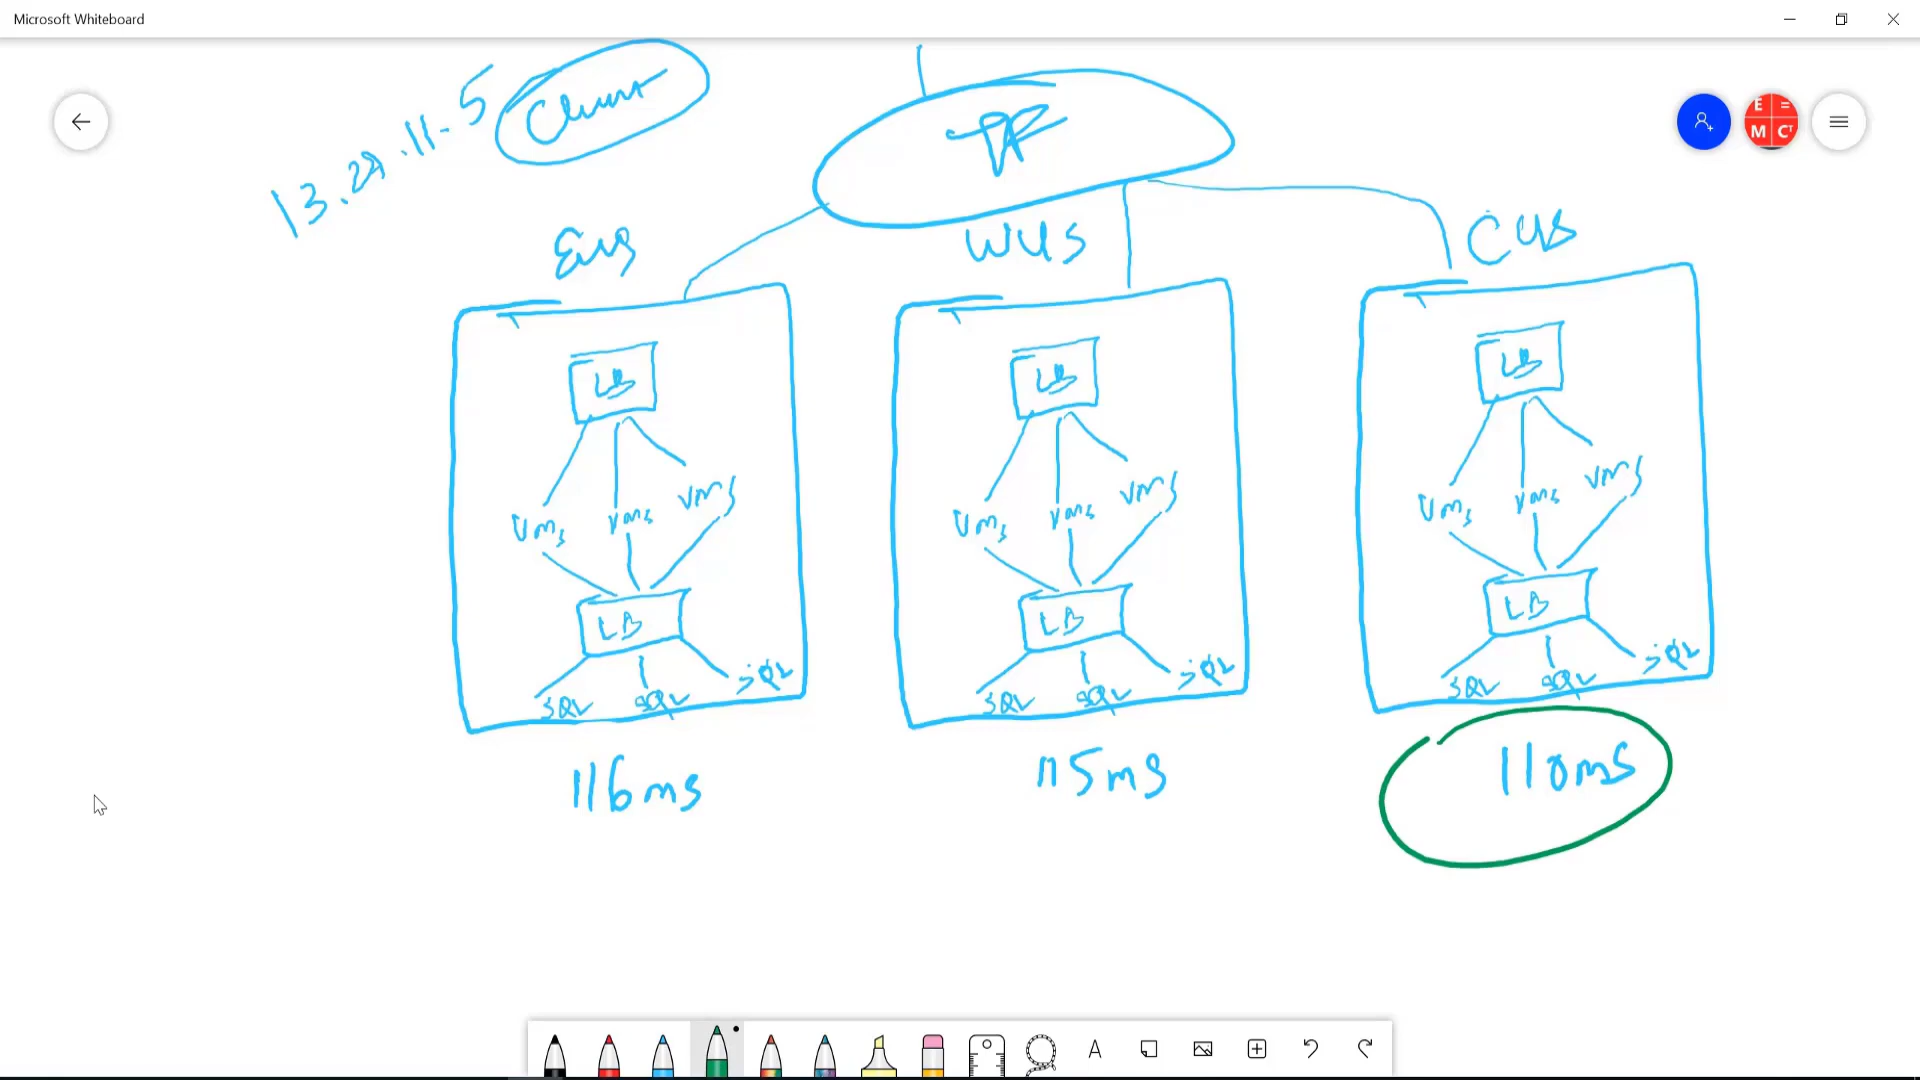 Microsoft Whiteboard
13.29.11.5
Client
TF
E =
M C
EUS
WUS
CUS
LB
LB
LB
VMs VMs VMs
VMs VMs VMs
VMs VMs VMs
LB
LB
LB
SQL SQL SQL
SQL SQL SQL
SQL SQL SQL
116ms
115ms
110ms
A